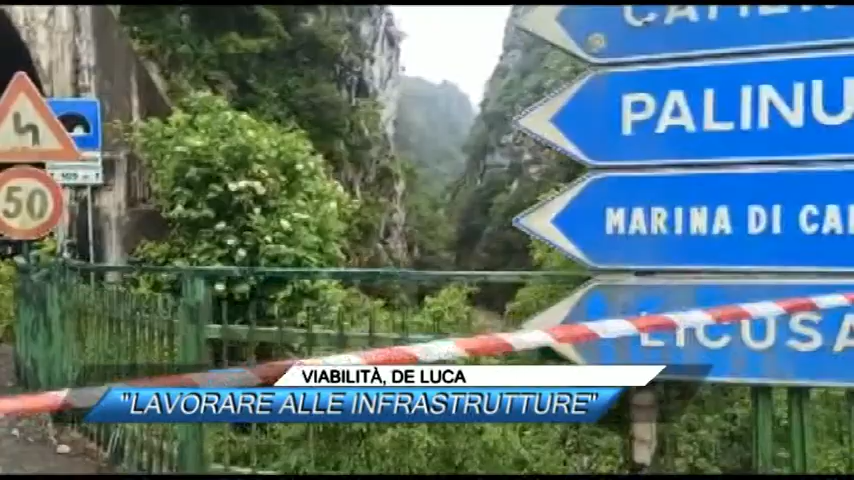 PALINU
MARINA DI CA
LICUSA
50
VIABILITÀ, DE LUCA
"LAVORARE ALLE INFRASTRUTTURE"